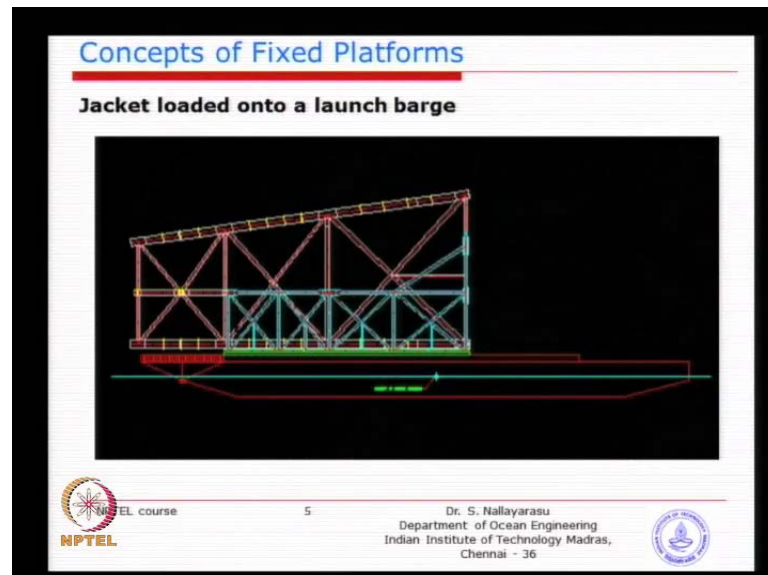 Concepts of Fixed Platforms
Jacket loaded onto a launch barge
NPTEL course
5
Dr. S. Nallayarasu
Department of Ocean Engineering
Indian Institute of Technology Madras,
Chennai - 36
NPTEL